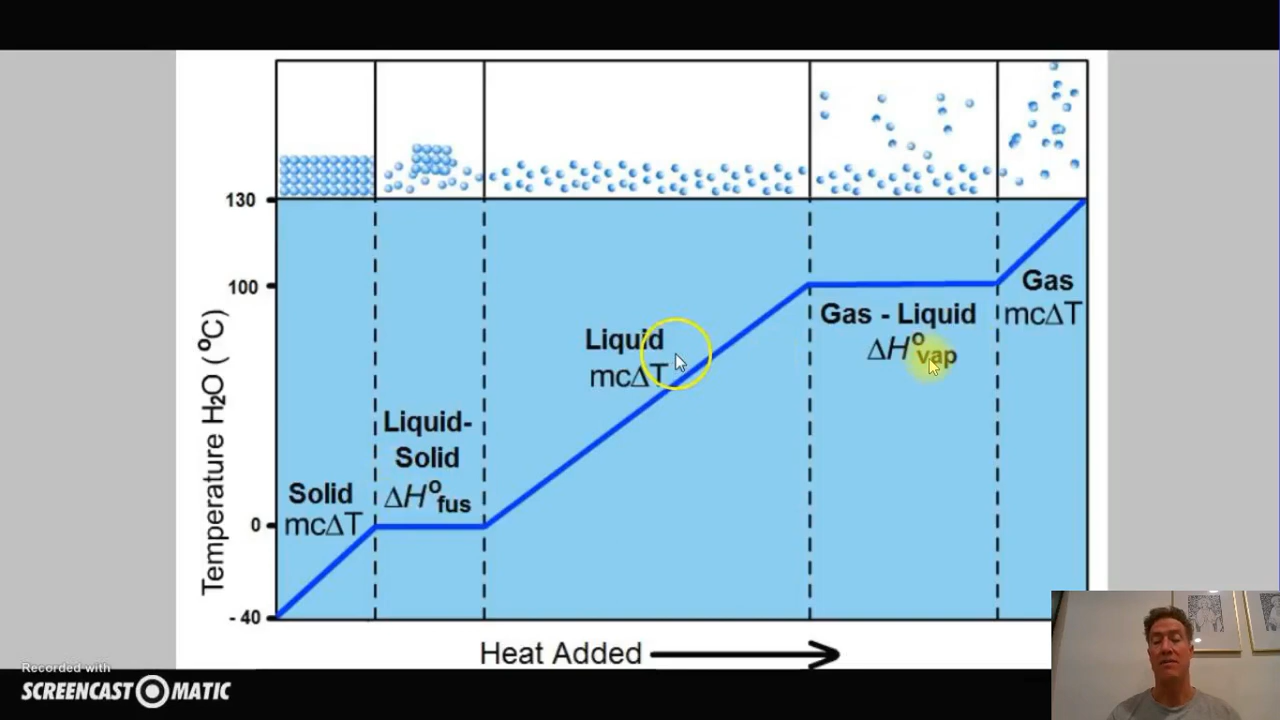 130
100
0
- 40
Temperature H₂O ( °C)
Solid
mcΔT
Liquid-
Solid
ΔH°fus
Liquid
mcΔT
Gas - Liquid
ΔH°vap
Gas
mcΔT
Heat Added
Recorded with
SCREENCAST-O-MATIC